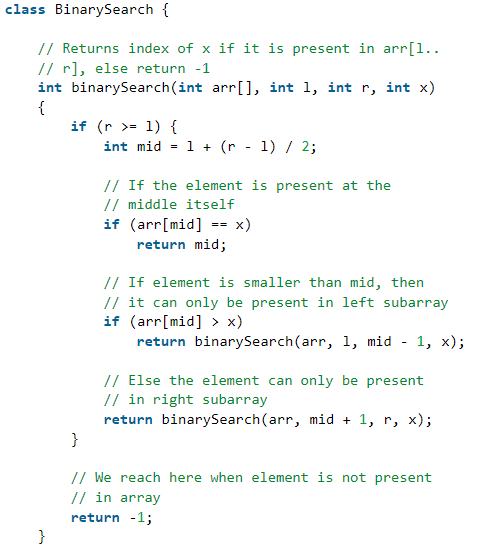 class BinarySearch {
// Returns index of x if it is present in arr[l..
// r], else return -1
int binarySearch(int arr[], int l, int r, int x)
{
if (r >= l) {
int mid = l + (r - l) / 2;
// If the element is present at the
// middle itself
if (arr[mid] == x)
return mid;
// If element is smaller than mid, then
// it can only be present in left subarray
if (arr[mid] > x)
return binarySearch(arr, l, mid - 1, x);
// Else the element can only be present
// in right subarray
return binarySearch(arr, mid + 1, r, x);
}
// We reach here when element is not present
// in array
return -1;
}